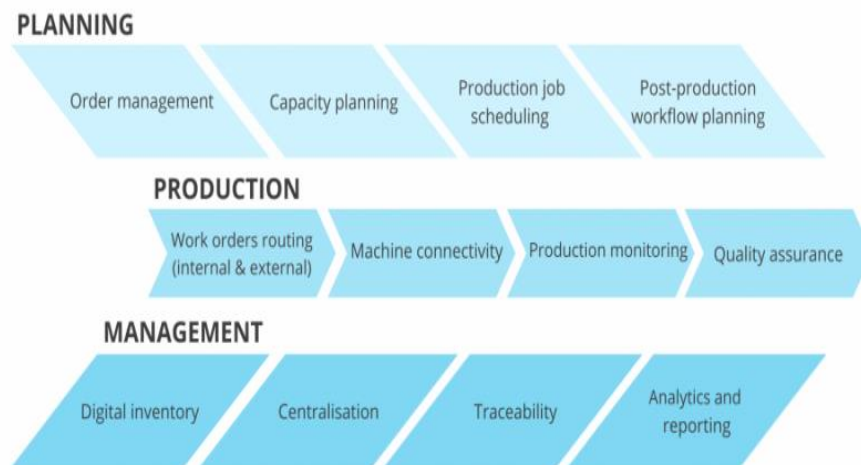 PLANNING
Order management
Capacity planning
Production job
scheduling
Post-production
workflow planning
PRODUCTION
Work orders routing
(internal & external)
Machine connectivity
Production monitoring
Quality assurance
MANAGEMENT
Digital inventory
Centralisation
Traceability
Analytics and
reporting